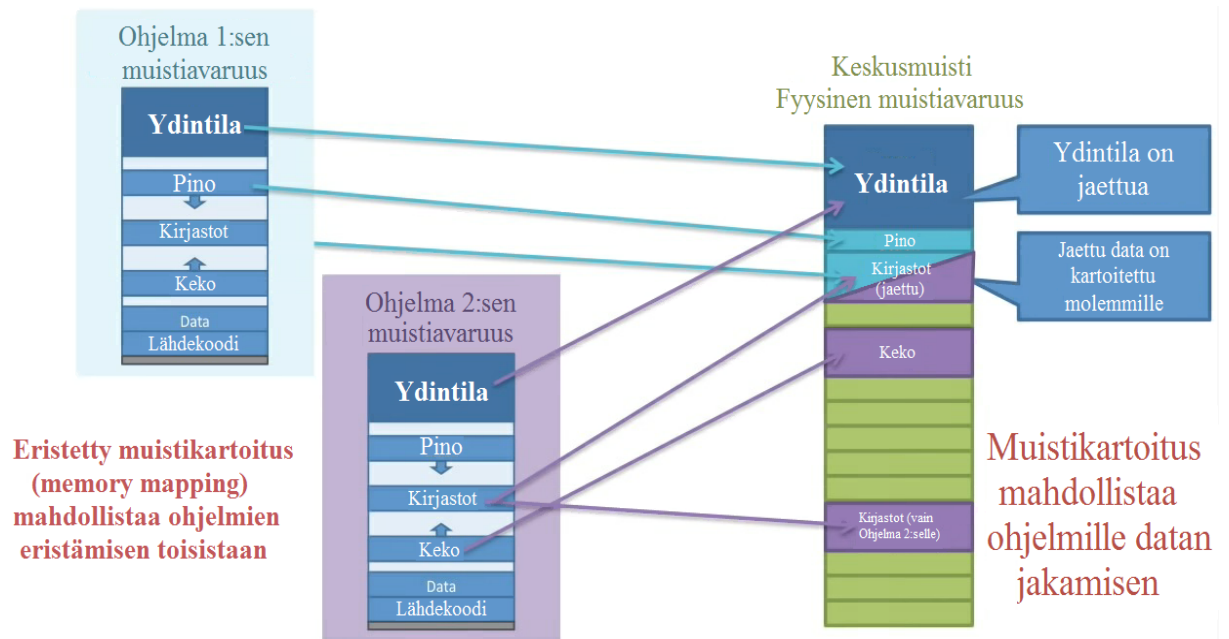 Ohjelma 1:sen
muistiavaruus
Ydintila
Pino
Kirjastot
Keko
Data
Lähdekoodi
Ohjelma 2:sen
muistiavaruus
Ydintila
Pino
Kirjastot
Keko
Data
Lähdekoodi
Eristetty muistikartoitus
(memory mapping)
mahdollistaa ohjelmien
eristämisen toisistaan
Keskusmuisti
Fyysinen muistiavaruus
Ydintila
Pino
Kirjastot
(jaettu)
Keko
Kirjastot (vain
Ohjelma 2:selle)
Ydintila on
jaettua
Jaettu data on
kartoitettu
molemmille
Muistikartoitus
mahdollistaa
ohjelmille datan
jakamisen